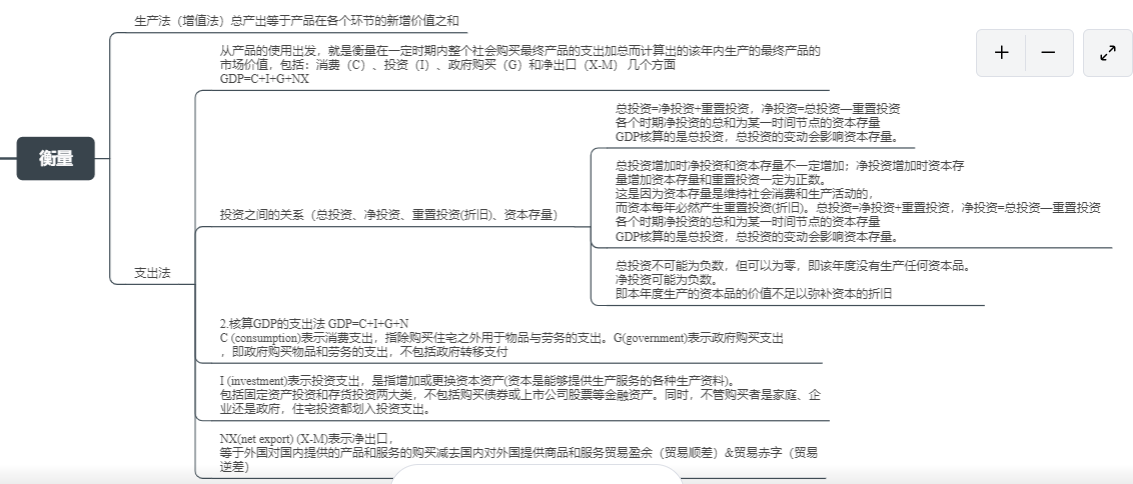 生产法（增值法）总产出等于产品在各个环节的新增价值之和
从产品的使用出发，就是衡量在一定时期内整个社会购买最终产品的支出加总而计算出的该年内生产的最终产品的
市场价值，包括：消费（C）、投资（I）、政府购买（G）和净出口（X-M） 几个方面
GDP=C+I+G+NX
总投资=净投资+重置投资，净投资=总投资—重置投资
各个时期净投资的总和为某一时间节点的资本存量
GDP核算的是总投资，总投资的变动会影响资本存量。
衡量
总投资增加时净投资和资本存量不一定增加；净投资增加时资本存
量增加资本存量和重置投资一定为正数。
这是因为资本存量是维持社会消费和生产活动的，
而资本每年必然产生重置投资(折旧)。总投资=净投资+重置投资，净投资=总投资—重置投资
各个时期净投资的总和为某一时间节点的资本存量
GDP核算的是总投资，总投资的变动会影响资本存量。
投资之间的关系（总投资、净投资、重置投资(折旧)、资本存量）
总投资不可能为负数，但可以为零，即该年度没有生产任何资本品。
净投资可能为负数。
即本年度生产的资本品的价值不足以弥补资本的折旧
支出法
2.核算GDP的支出法 GDP=C+I+G+N
C (consumption)表示消费支出，指除购买住宅之外用于物品与劳务的支出。G(government)表示政府购买支出
，即政府购买物品和劳务的支出，不包括政府转移支付
I (investment)表示投资支出，是指增加或更换资本资产(资本是能够提供生产服务的各种生产资料)。
包括固定资产投资和存货投资两大类，不包括购买债券或上市公司股票等金融资产。同时，不管购买者是家庭、企
业还是政府，住宅投资都划入投资支出。
NX(net export) (X-M)表示净出口，
等于外国对国内提供的产品和服务的购买减去国内对外国提供商品和服务贸易盈余（贸易顺差）&贸易赤字（贸易
逆差）